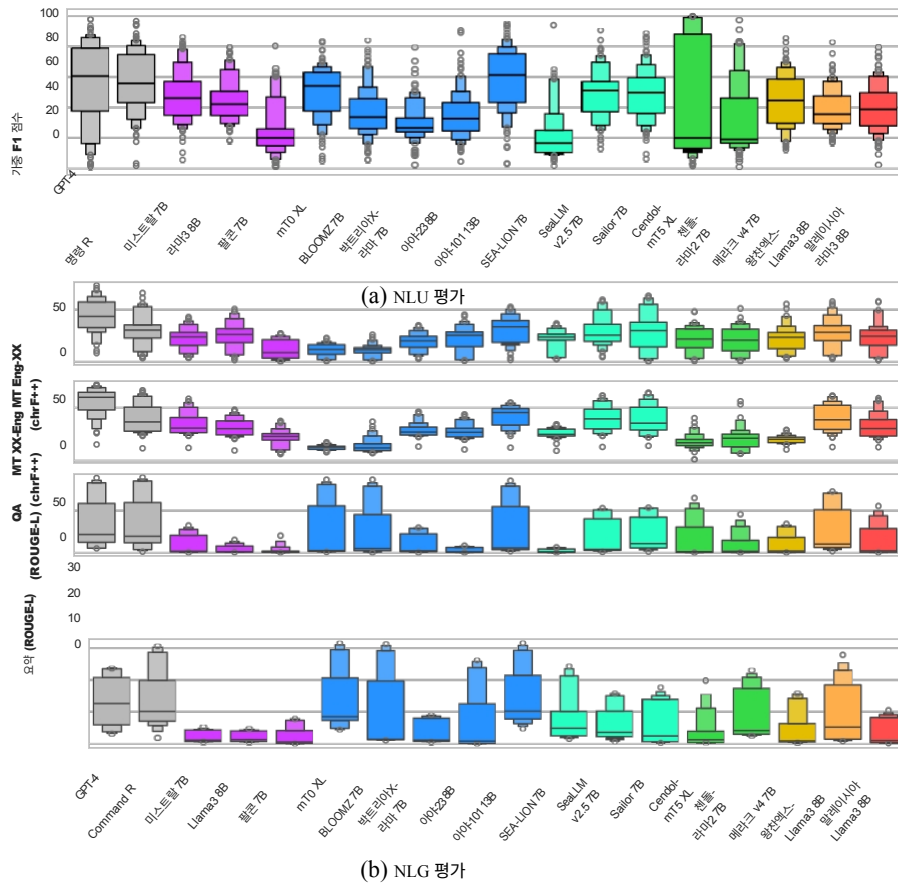 100
80
60
40
20
0
가중 F1 점수
GPT-4
명령 R
미스트랄 7B
라마3 8B
팔콘 7B
mT0 XL
BLOOMZ 7B
박트리아X-
라마 7B
아야23 8B
아야-101 13B
SEA-LION 7B
SeaLLM
v2.5 7B
Sailor 7B
Cendol-
mT5 XL
첸돌-
라마2 7B
메라크 v4 7B
왕찬엑스-
Llama3 8B
말레이시아
라마3 8B
(a) NLU 평가
MT Eng-XX
(chrF++)
50
0
MT XX-Eng
(chrF++)
50
0
QA
(ROUGE-L)
50
0
요약 (ROUGE-L)
30
20
10
0
GPT-4
Command R
미스트랄 7B
Llama3 8B
팔콘 7B
mT0 XL
BLOOMZ 7B
박트리아X-
라마 7B
아야23 8B
아야-101 13B
SEA-LION 7B
SeaLLM
v2.5 7B
Sailor 7B
Cendol-
mT5 XL
첸돌-
라마2 7B
메라크 v4 7B
왕찬엑스-
Llama3 8B
말레이시아
Llama3 8B
(b) NLG 평가